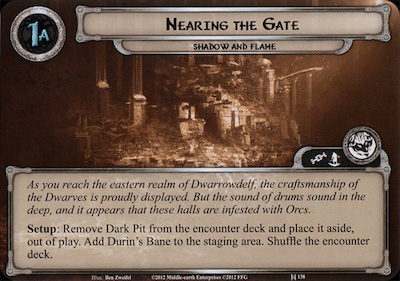 1A
Nearing the Gate
Shadow and Flame
As you reach the eastern realm of Dwarrowdelf, the craftsmanship of
the Dwarves is proudly displayed. But the sound of drums sound in the
deep, and it appears that these halls are infested with Orcs.
Setup: Remove Dark Pit from the encounter deck and place it aside,
out of play. Add Durin's Bane to the staging area. Shuffle the encounter
deck.
Illus. Ben Zweifel ©2012 Middle-earth Enterprises ©2012 FFG 138